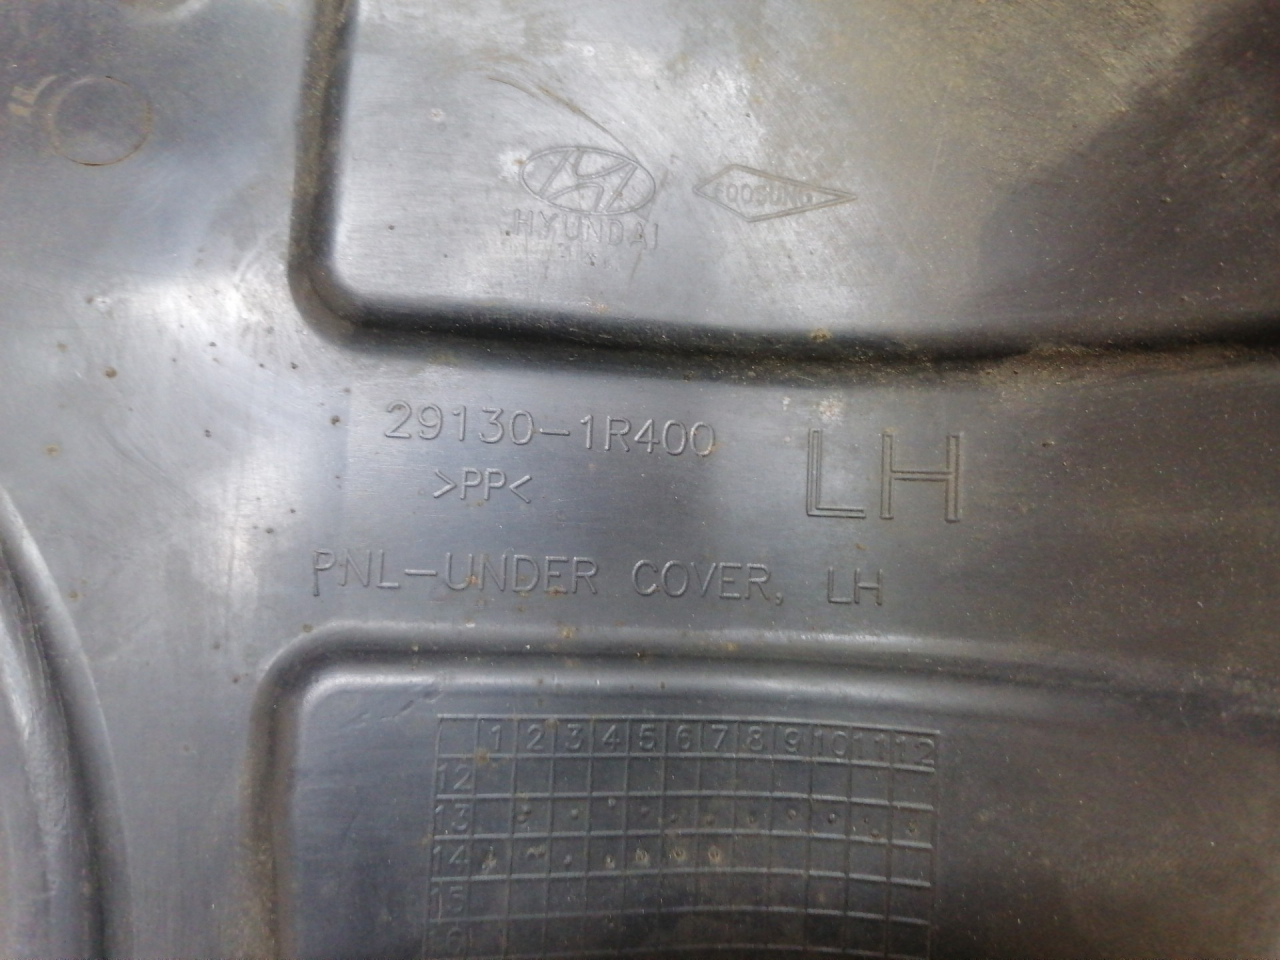 HYUNDAI
FOOSUNG
29130-1R400
LH
>PP<
PNL-UNDER COVER, LH
1 2 3 4 5 6 7 8 9 10 11 12
12
13
14
15